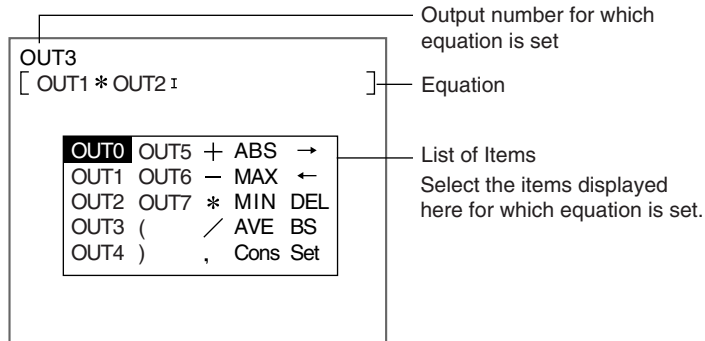 Output number for which
equation is set
OUT3
[ OUT1 * OUT2 ]
Equation
OUT0 OUT5 + ABS →
OUT1 OUT6 − MAX ←
OUT2 OUT7 * MIN DEL
OUT3 ( ／ AVE BS
OUT4 ) , Cons Set
List of Items
Select the items displayed
here for which equation is set.